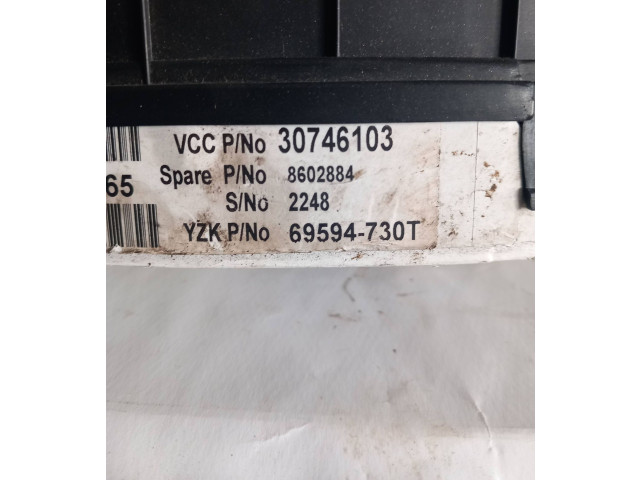 VCC P/No 30746103
65 Spare P/No 8602884
S/No 2248
YZK P/No 69594-730T